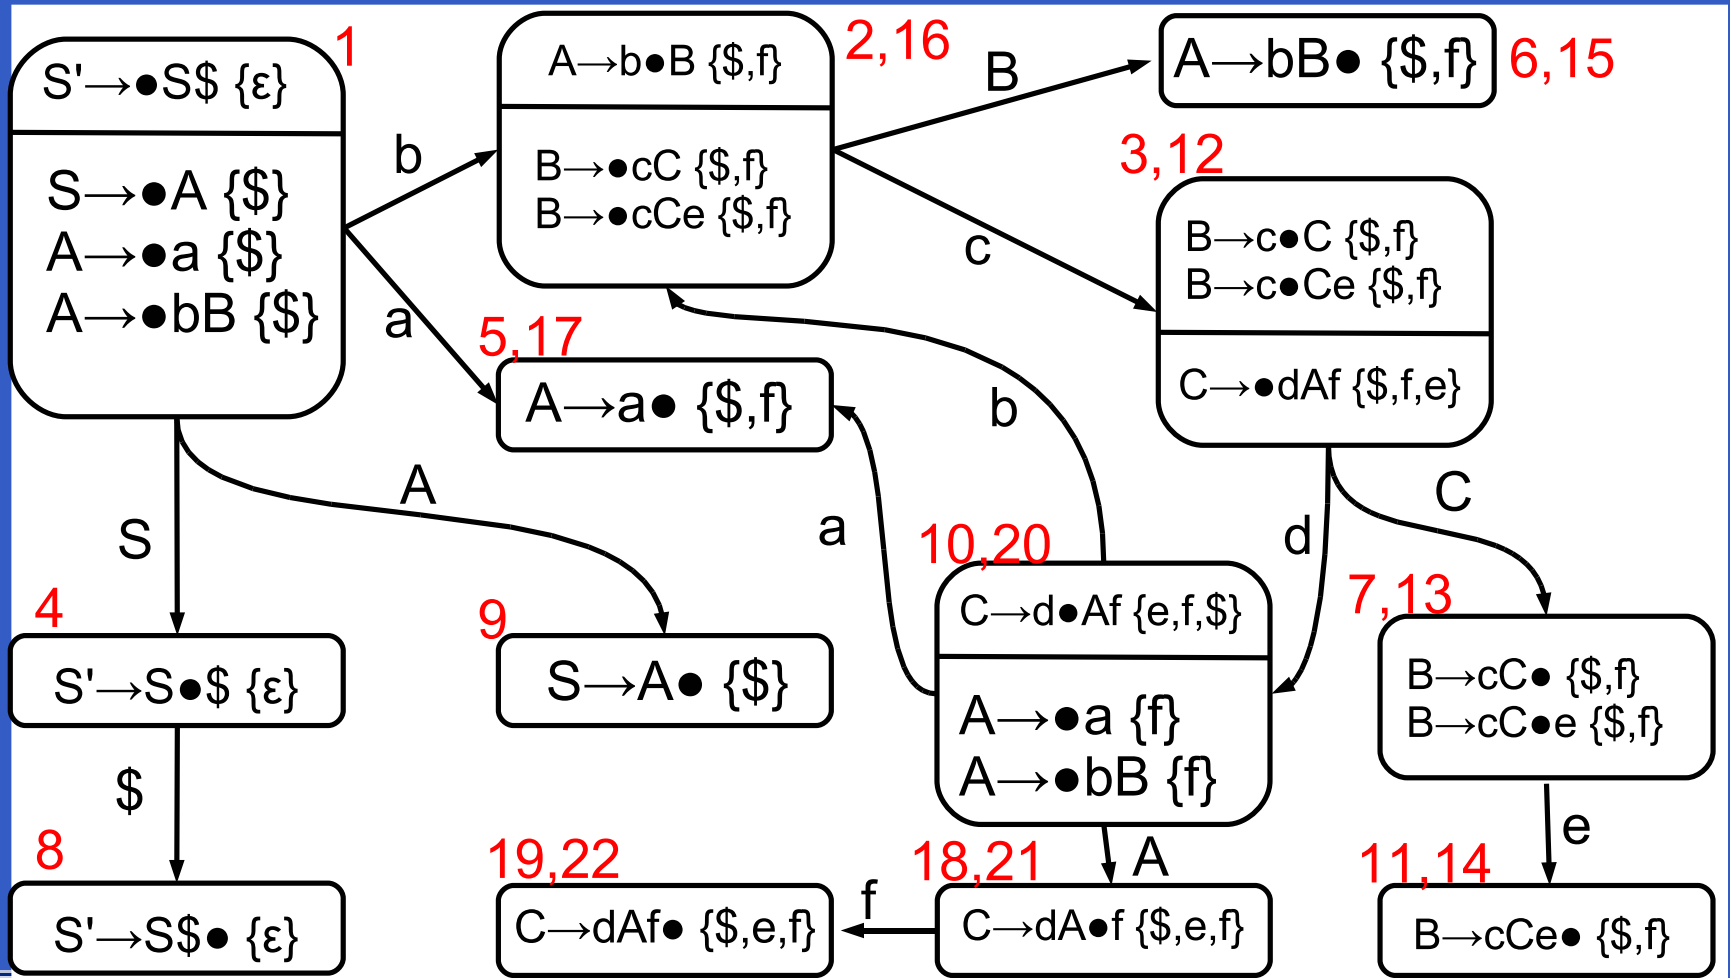 1
S'→●S$ {ε}
S→●A {$}
A→●a {$}
A→●bB {$}
b
a
2,16
A→b●B {$,f}
B→●cC {$,f}
B→●cCe {$,f}
B
c
A→bB● {$,f}
6,15
3,12
B→c●C {$,f}
B→c●Ce {$,f}
C→●dAf {$,f,e}
5,17
A→a● {$,f}
b
a
d
C
S
A
4
S'→S●$ {ε}
9
S→A● {$}
10,20
C→d●Af {e,f,$}
A→●a {f}
A→●bB {f}
7,13
B→cC● {$,f}
B→cC●e {$,f}
$
A
e
8
S'→S$● {ε}
19,22
C→dAf● {$,e,f}
f
18,21
C→dA●f {$,e,f}
11,14
B→cCe● {$,f}